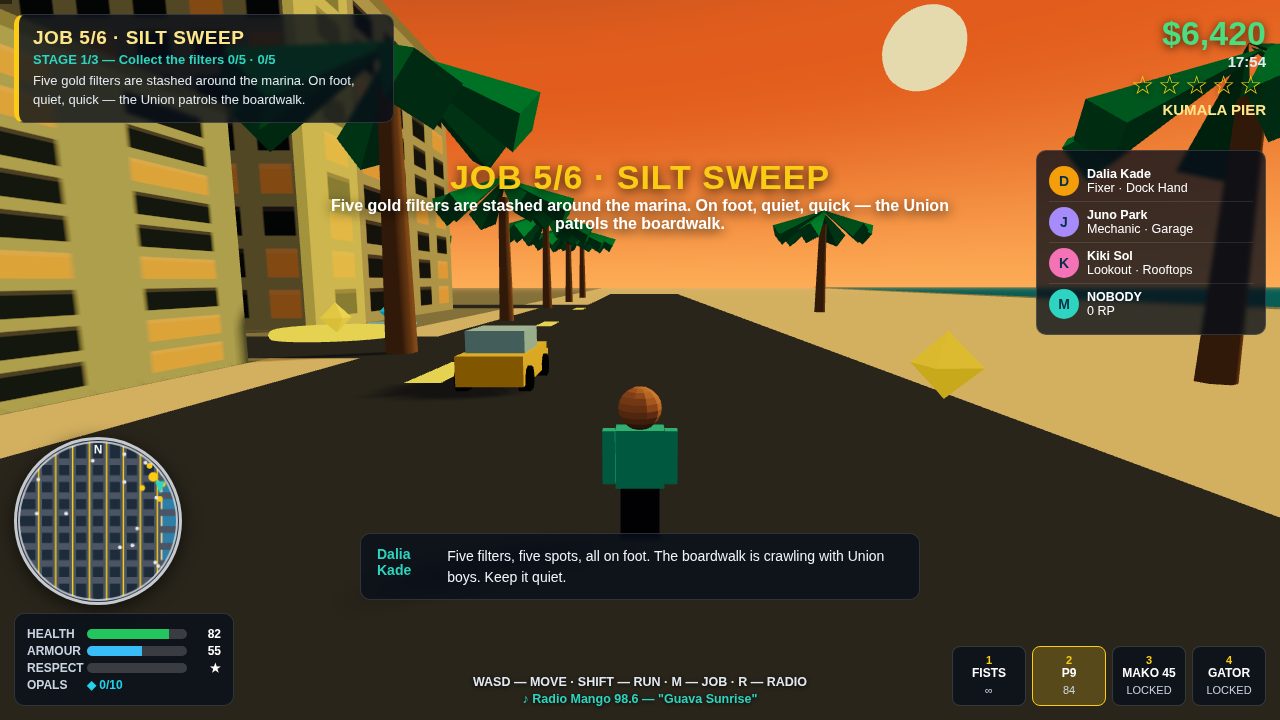 JOB 5/6 · SILT SWEEP
STAGE 1/3 — Collect the filters 0/5 · 0/5
Five gold filters are stashed around the marina. On foot,
quiet, quick — the Union patrols the boardwalk.
$6,420
17:54
☆☆☆☆☆
KUMALA PIER
D
Dalia Kade
Fixer · Dock Hand
J
Juno Park
Mechanic · Garage
K
Kiki Sol
Lookout · Rooftops
M
NOBODY
0 RP
JOB 5/6 · SILT SWEEP
Five gold filters are stashed around the marina. On foot, quiet, quick — the Union
patrols the boardwalk.
N
Dalia
Kade
Five filters, five spots, all on foot. The boardwalk is crawling with Union
boys. Keep it quiet.
HEALTH 82
ARMOUR 55
RESPECT ★
OPALS ◆ 0/10
WASD — MOVE · SHIFT — RUN · M — JOB · R — RADIO
♪ Radio Mango 98.6 — "Guava Sunrise"
1
FISTS
∞
2
P9
84
3
MAKO 45
LOCKED
4
GATOR
LOCKED